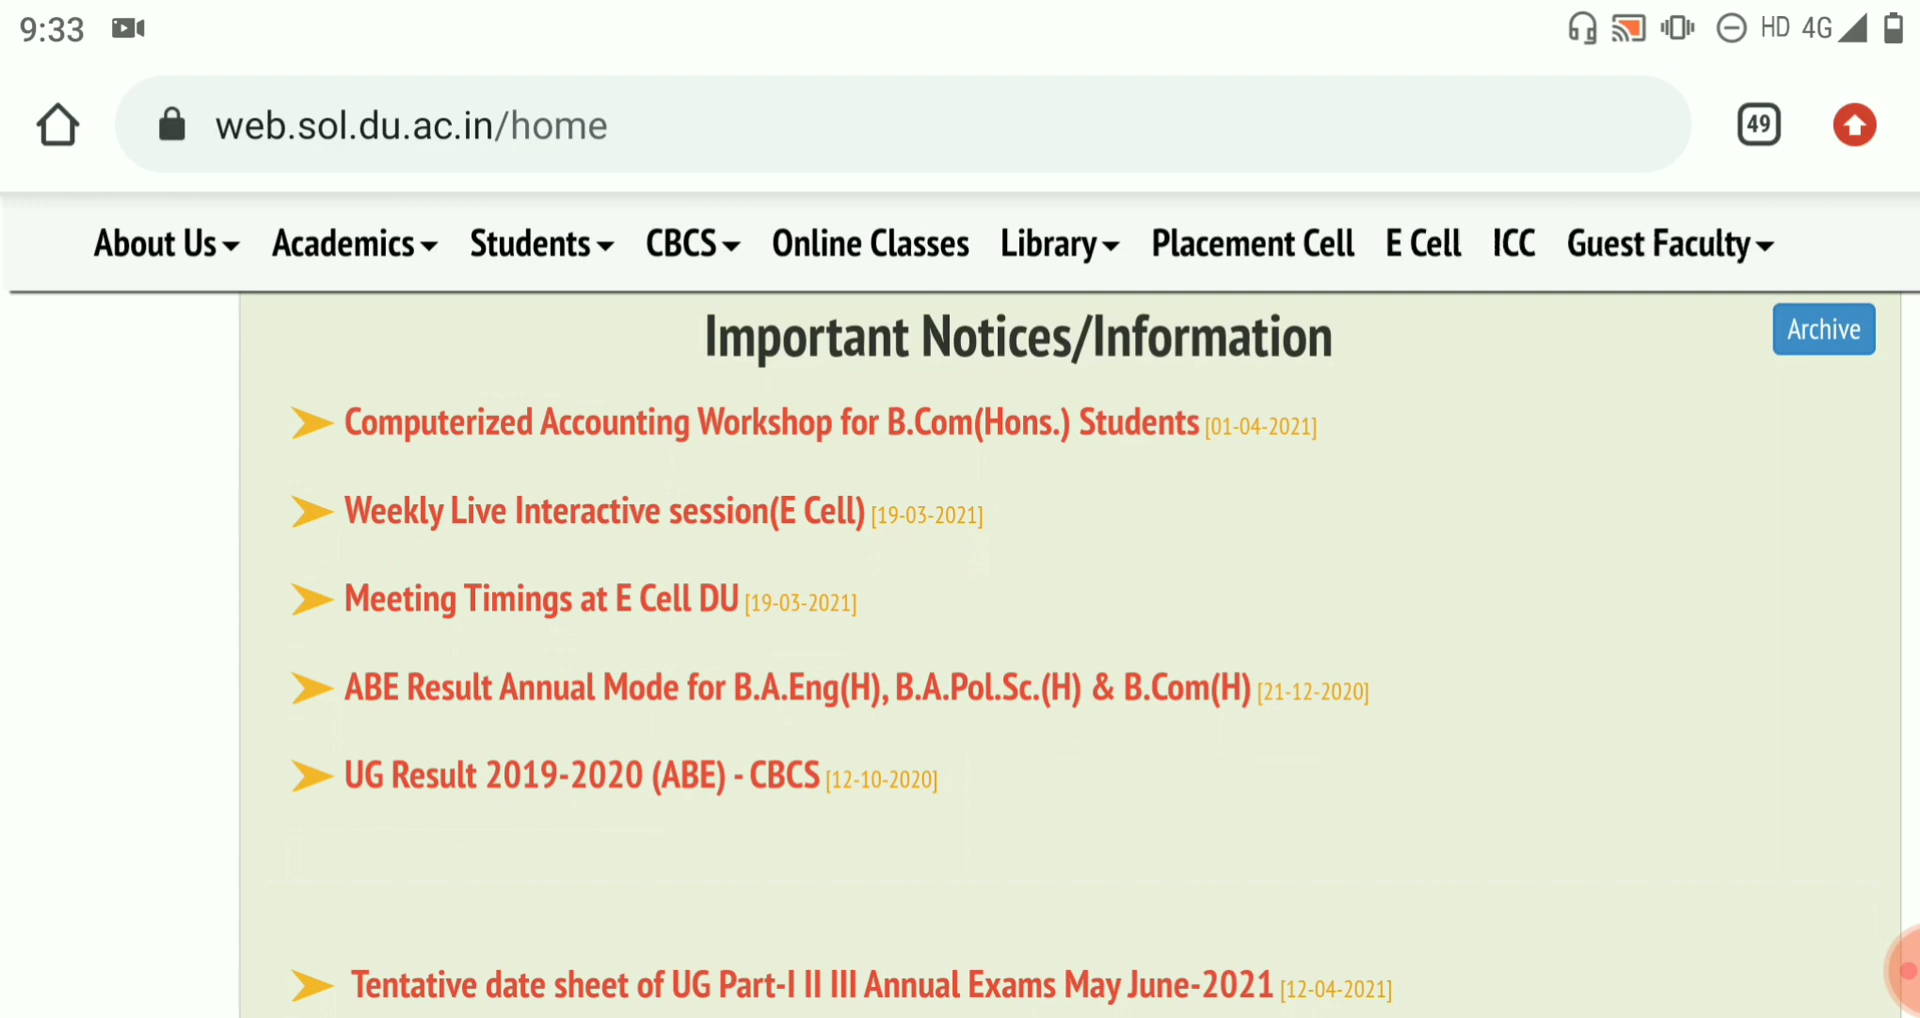 9:33 HD 4G
web.sol.du.ac.in/home 49
About Us Academics Students CBCS Online Classes Library Placement Cell E Cell ICC Guest Faculty
Important Notices/Information Archive
Computerized Accounting Workshop for B.Com(Hons.) Students [01-04-2021]
Weekly Live Interactive session(E Cell) [19-03-2021]
Meeting Timings at E Cell DU [19-03-2021]
ABE Result Annual Mode for B.A.Eng(H), B.A.Pol.Sc.(H) & B.Com(H) [21-12-2020]
UG Result 2019-2020 (ABE) - CBCS [12-10-2020]
Tentative date sheet of UG Part-I II III Annual Exams May June-2021 [12-04-2021]